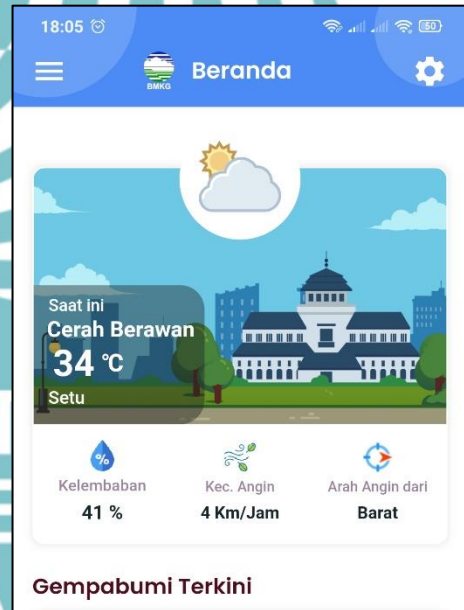 18:05
50
BMKG
Beranda
Saat ini
Cerah Berawan
34 °C
Setu
%
Kelembaban
41 %
Kec. Angin
4 Km/Jam
Arah Angin dari
Barat
Gempabumi Terkini